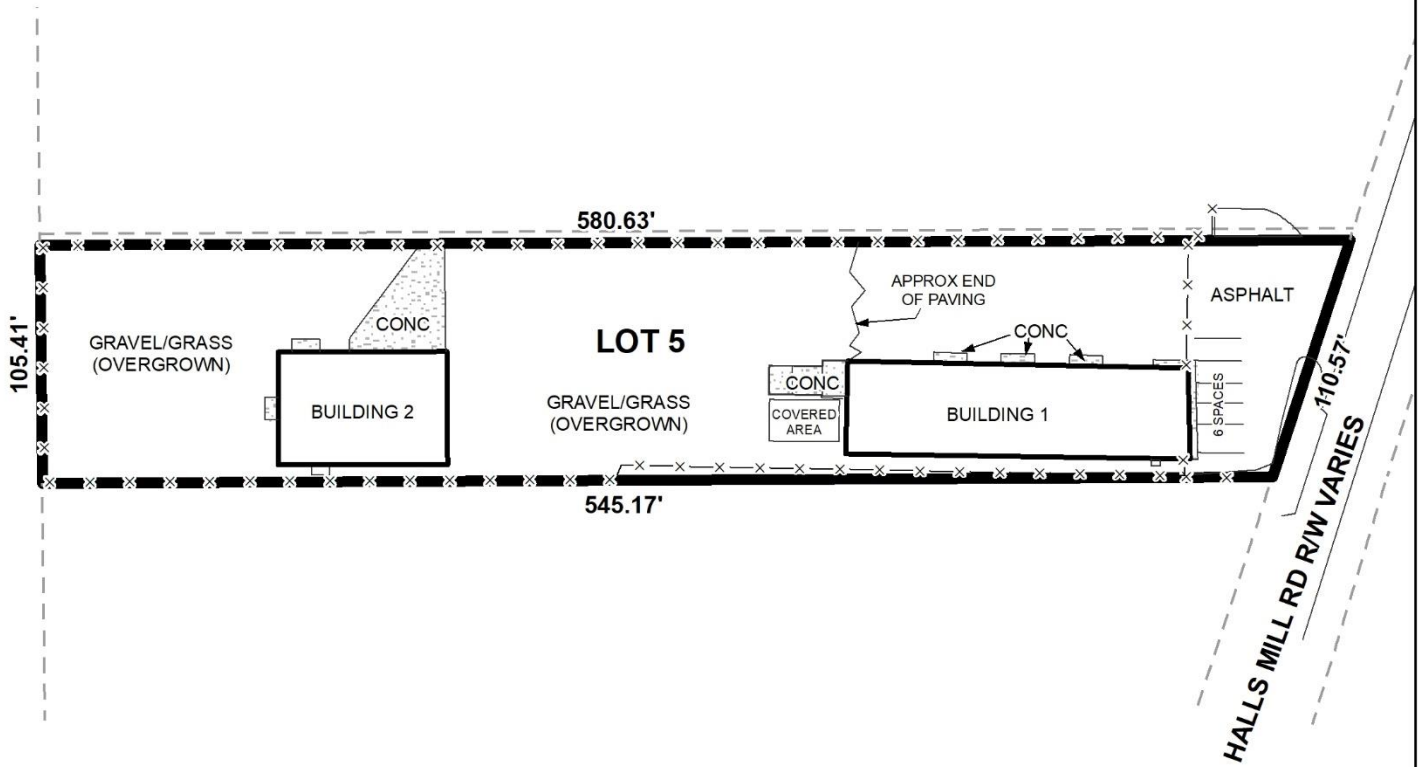 580.63'
105.41'
GRAVEL/GRASS
(OVERGROWN)
CONC
BUILDING 2
LOT 5
GRAVEL/GRASS
(OVERGROWN)
APPROX END
OF PAVING
CONC
CONC
COVERED
AREA
BUILDING 1
ASPHALT
6 SPACES
110.57'
545.17'
HALLS MILL RD R/W VARIES